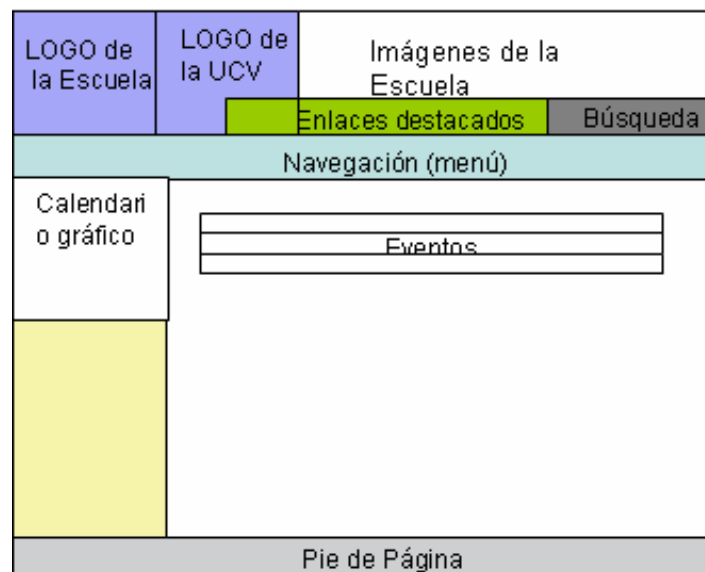 LOGO de
la Escuela
LOGO de
la UCV
Imágenes de la
Escuela
Enlaces destacados
Búsqueda
Navegación (menú)
Calendari
o gráfico
Eventos
Pie de Página